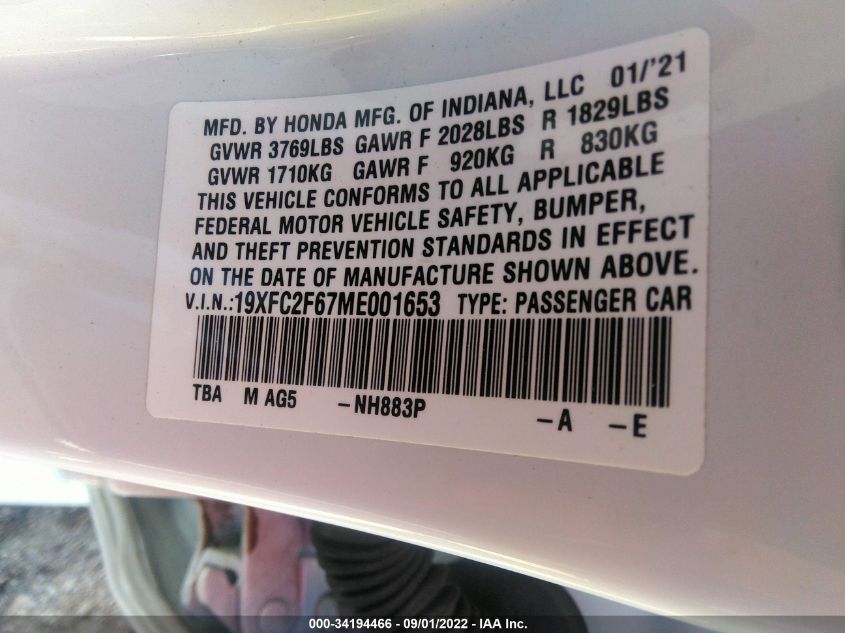 MFD. BY HONDA MFG. OF INDIANA, LLC 01/'21
GVWR 3769LBS GAWR F 2028LBS R 1829LBS
GVWR 1710KG GAWR F 920KG R 830KG
THIS VEHICLE CONFORMS TO ALL APPLICABLE
FEDERAL MOTOR VEHICLE SAFETY, BUMPER,
AND THEFT PREVENTION STANDARDS IN EFFECT
ON THE DATE OF MANUFACTURE SHOWN ABOVE.
V.I.N.:19XFC2F67ME001653 TYPE: PASSENGER CAR
TBA M AG5 -NH883P -A -E
000-34194466 - 09/01/2022 - IAA Inc.